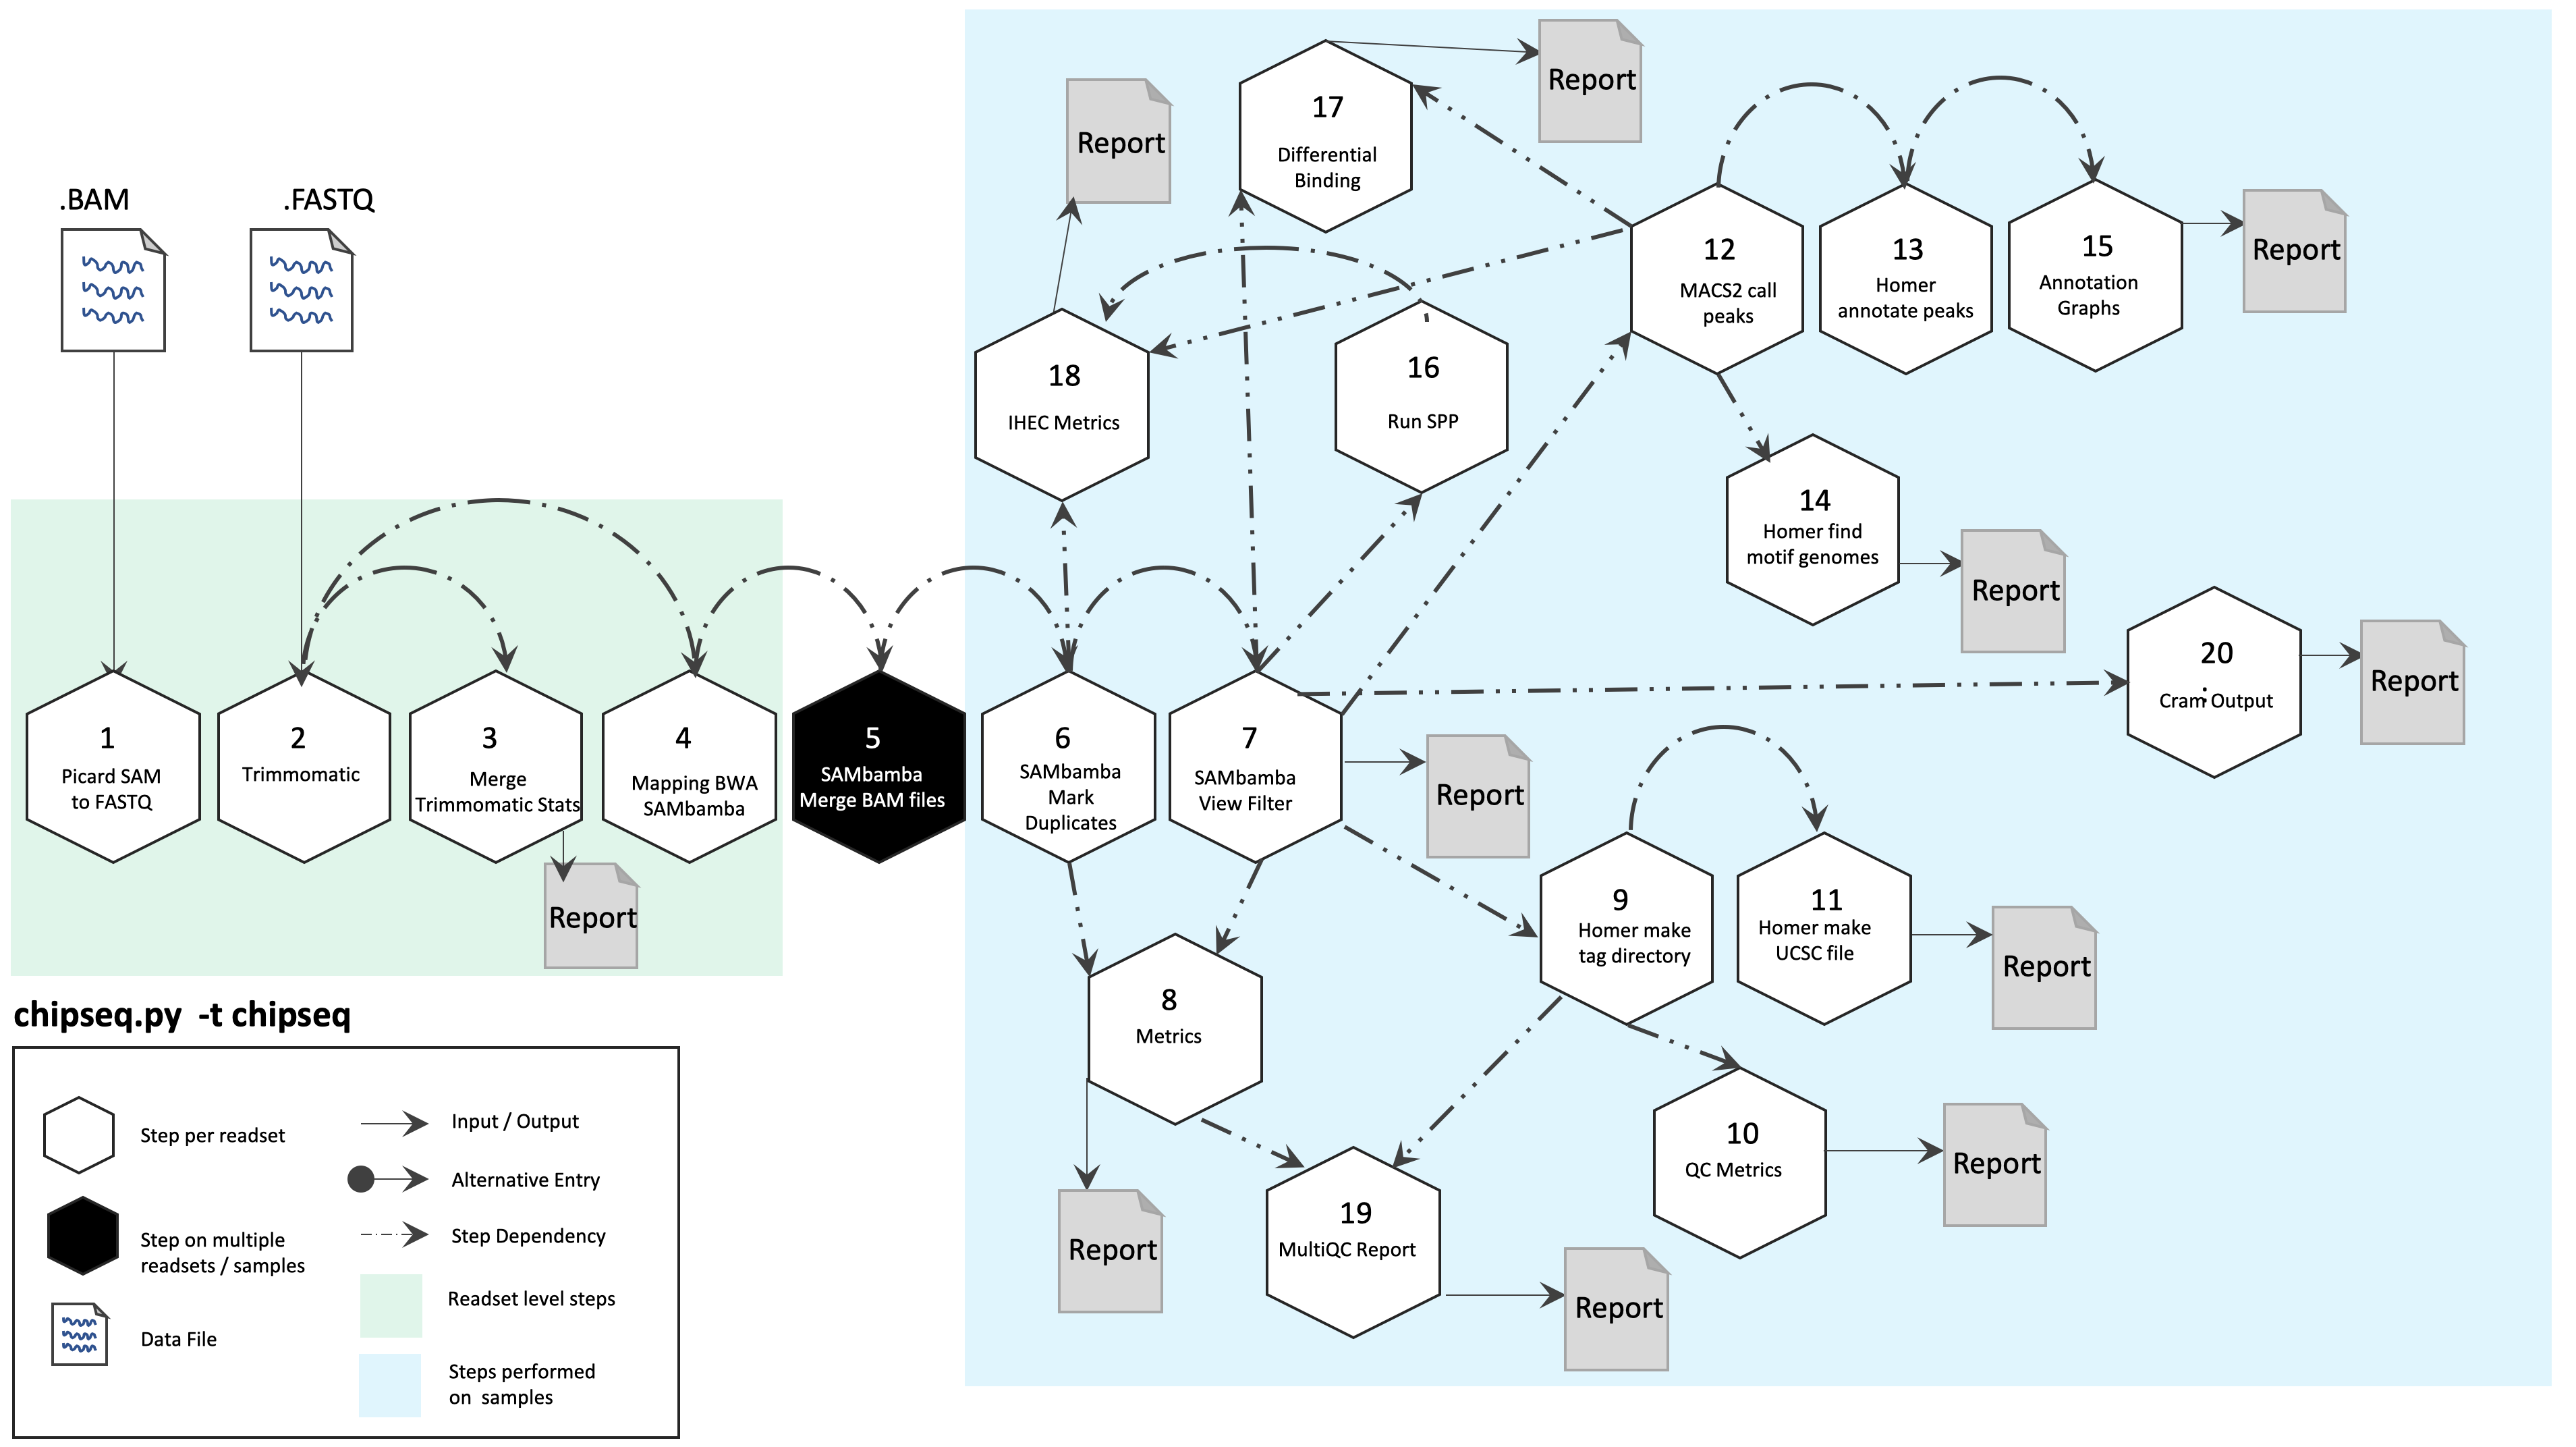 .BAM
.FASTQ
Report
17
Differential
Binding
Report
12
MACS2 call
peaks
13
Homer
annotate peaks
15
Annotation
Graphs
Report
18
IHEC Metrics
16
Run SPP
14
Homer find
motif genomes
Report
20
Cram Output
Report
1
Picard SAM
to FASTQ
2
Trimmomatic
3
Merge
Trimmomatic Stats
Report
4
Mapping BWA
SAMbamba
5
SAMbamba
Merge BAM files
6
SAMbamba
Mark
Duplicates
7
SAMbamba
View Filter
Report
9
Homer make
tag directory
11
Homer make
UCSC file
Report
8
Metrics
Report
10
QC Metrics
Report
19
MultiQC Report
Report
chipseq.py -t chipseq
Step per readset
Step on multiple
readsets / samples
Data File
Input / Output
Alternative Entry
Step Dependency
Readset level steps
Steps performed
on samples